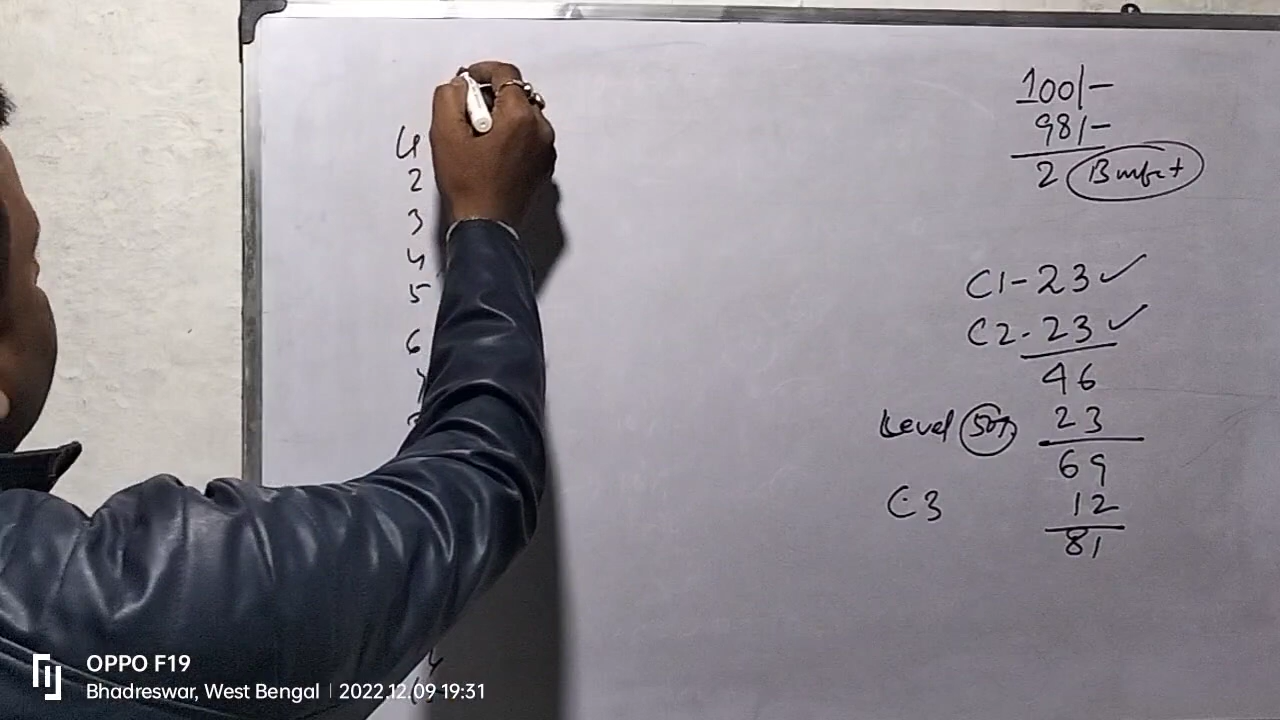 4
2
3
4
5
6
100/-
98/-
2
C1-23✓
C2-23✓
46
Level 50% 23
69
C3 12
81
OPPO F19
Bhadreswar, West Bengal | 2022.12.09 19:31